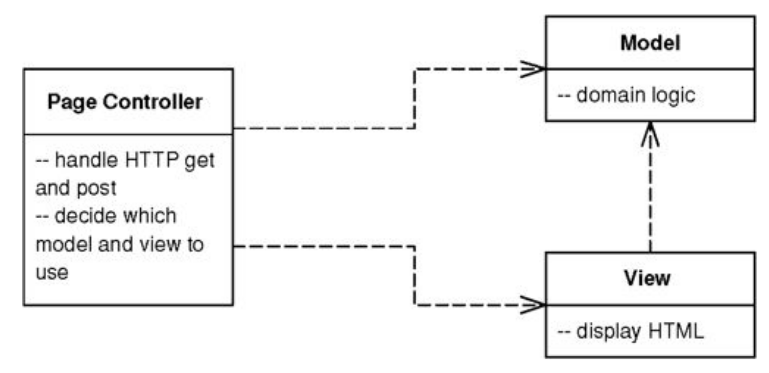 Page Controller
-- handle HTTP get
and post
-- decide which
model and view to
use
Model
-- domain logic
View
-- display HTML